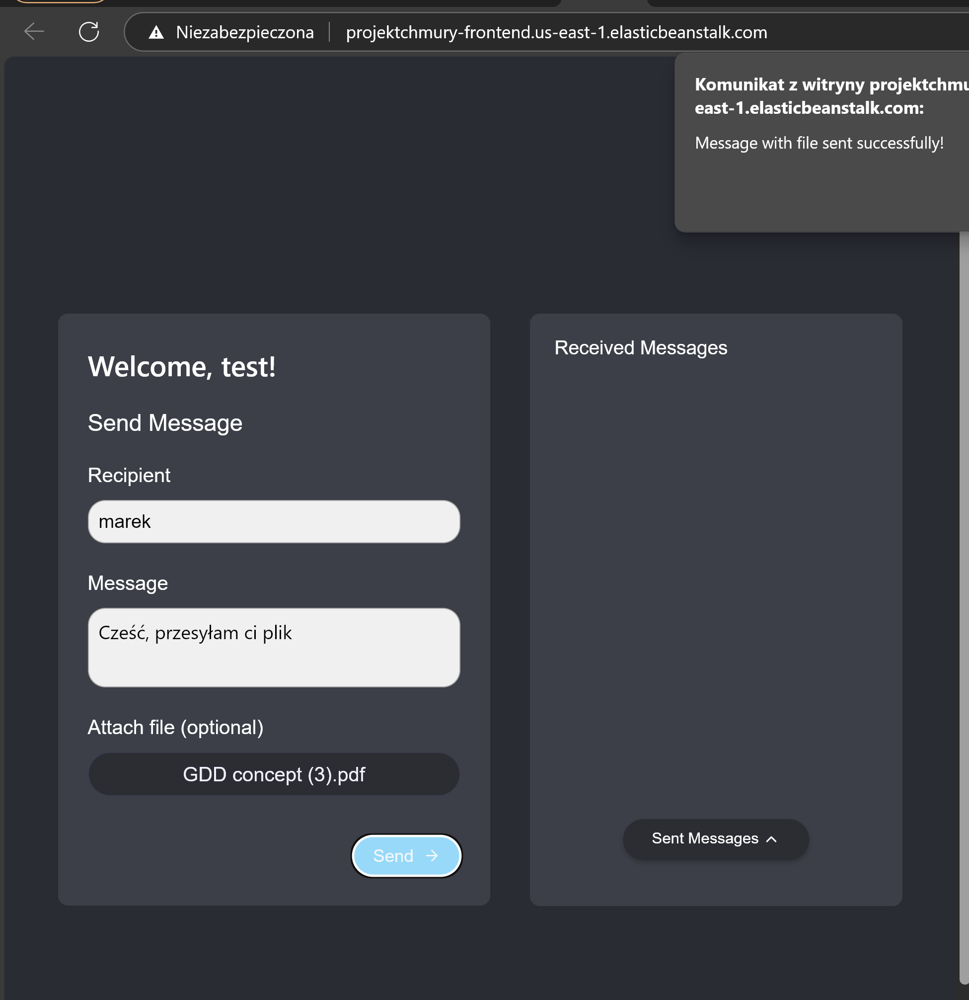 Niezabezpieczona
projektchmury-frontend.us-east-1.elasticbeanstalk.com
Komunikat z witryny projektchmu
east-1.elasticbeanstalk.com:
Message with file sent successfully!
Welcome, test!
Send Message
Recipient
marek
Message
Cześć, przesyłam ci plik
Attach file (optional)
GDD concept (3).pdf
Send
Received Messages
Sent Messages